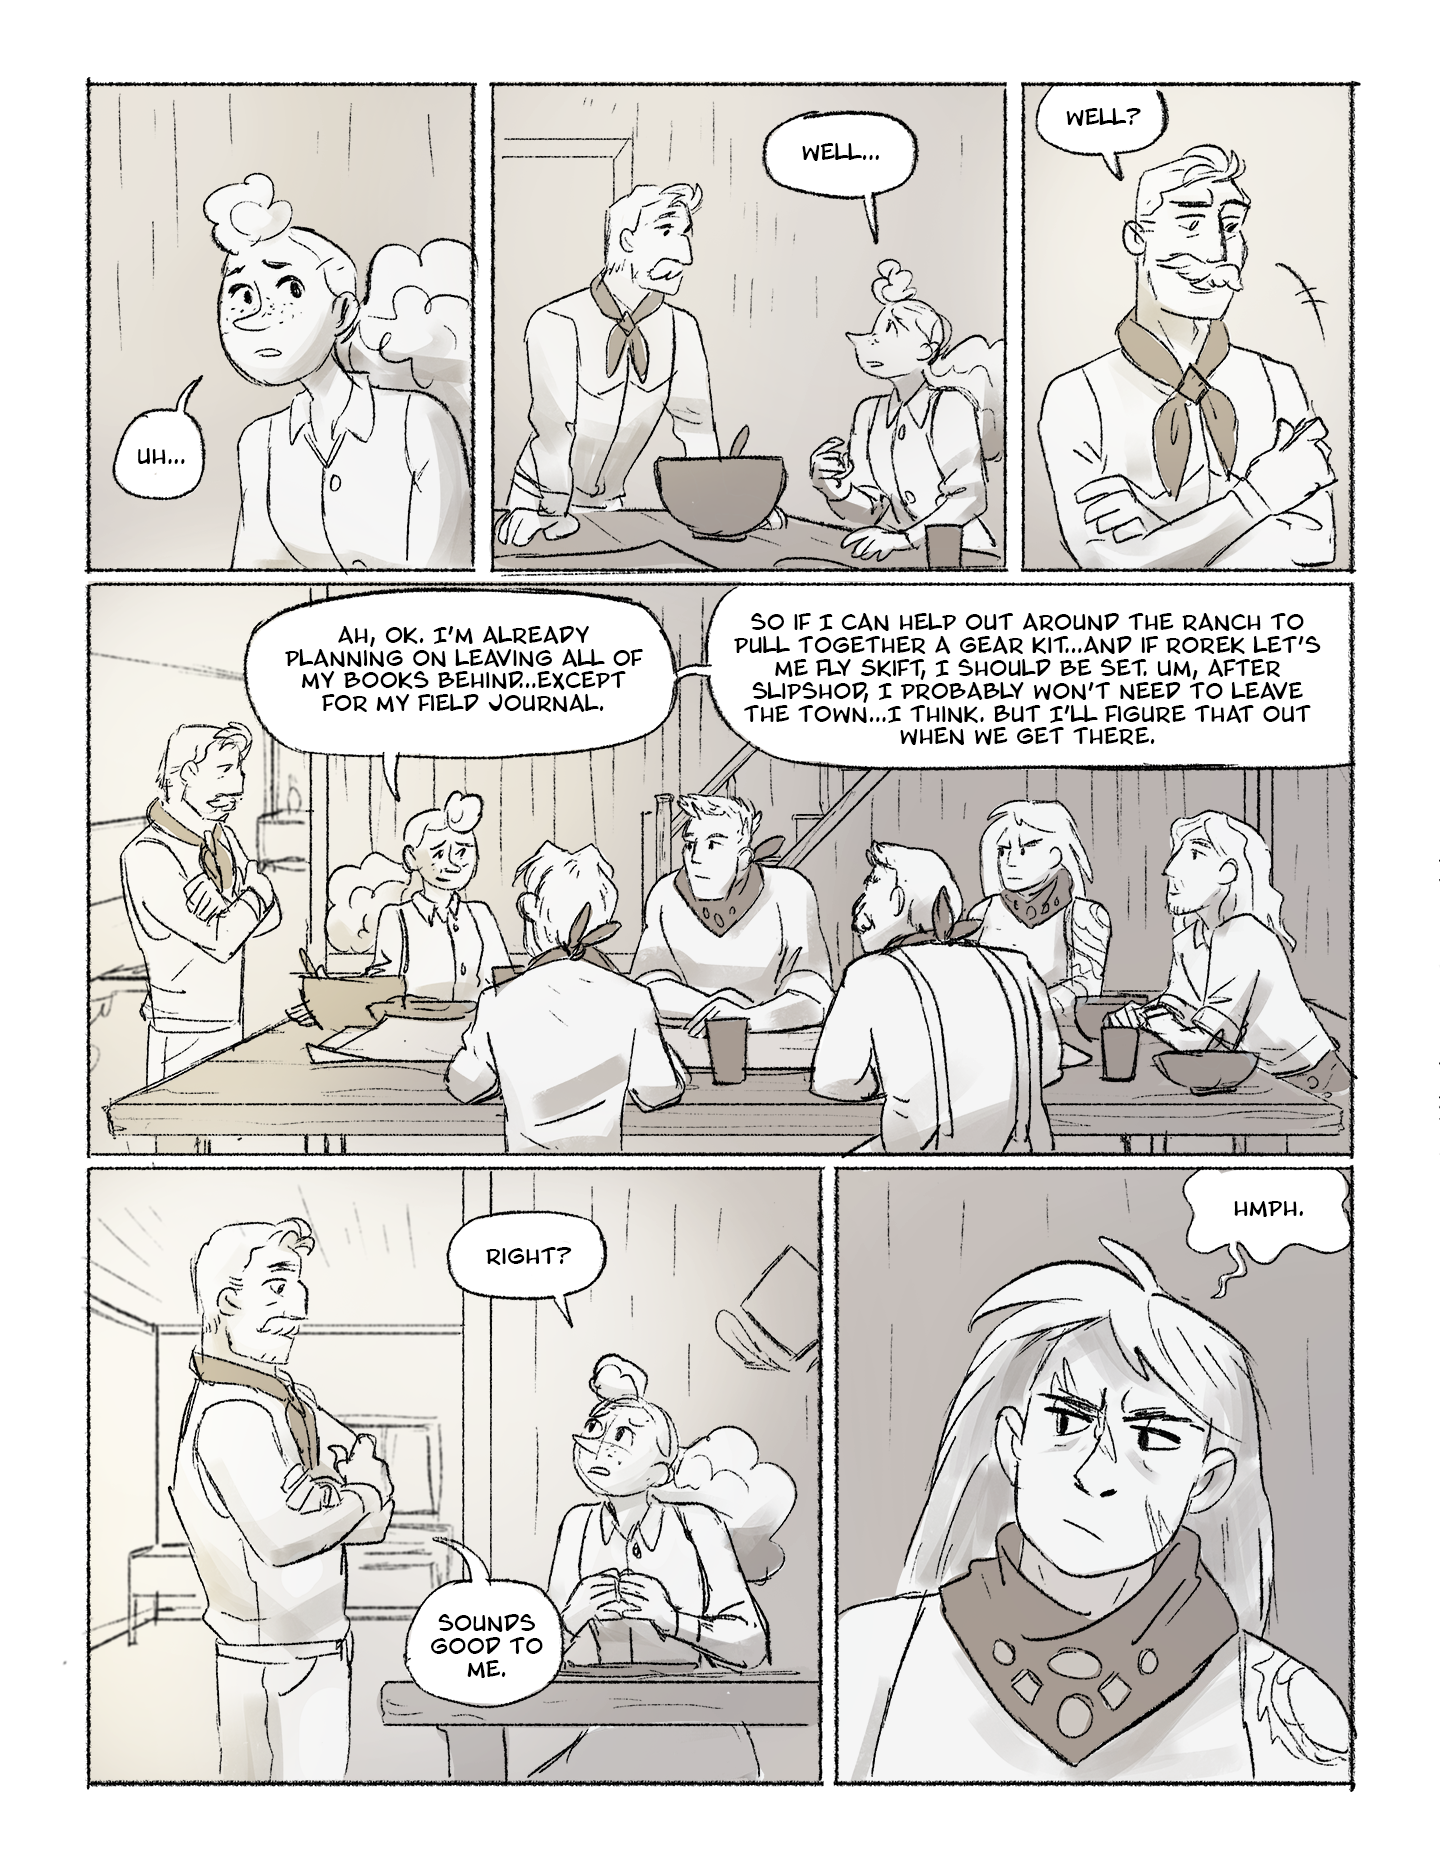 UH...
WELL...
WELL?
AH, OK. I'M ALREADY
PLANNING ON LEAVING ALL OF
MY BOOKS BEHIND...EXCEPT
FOR MY FIELD JOURNAL.
SO IF I CAN HELP OUT AROUND THE RANCH TO
PULL TOGETHER A GEAR KIT...AND IF ROREK LET'S
ME FLY SKIFT, I SHOULD BE SET. UM, AFTER
SLIPSHOD, I PROBABLY WON'T NEED TO LEAVE
THE TOWN...I THINK. BUT I'LL FIGURE THAT OUT
WHEN WE GET THERE.
RIGHT?
SOUNDS
GOOD TO
ME.
HMPH.